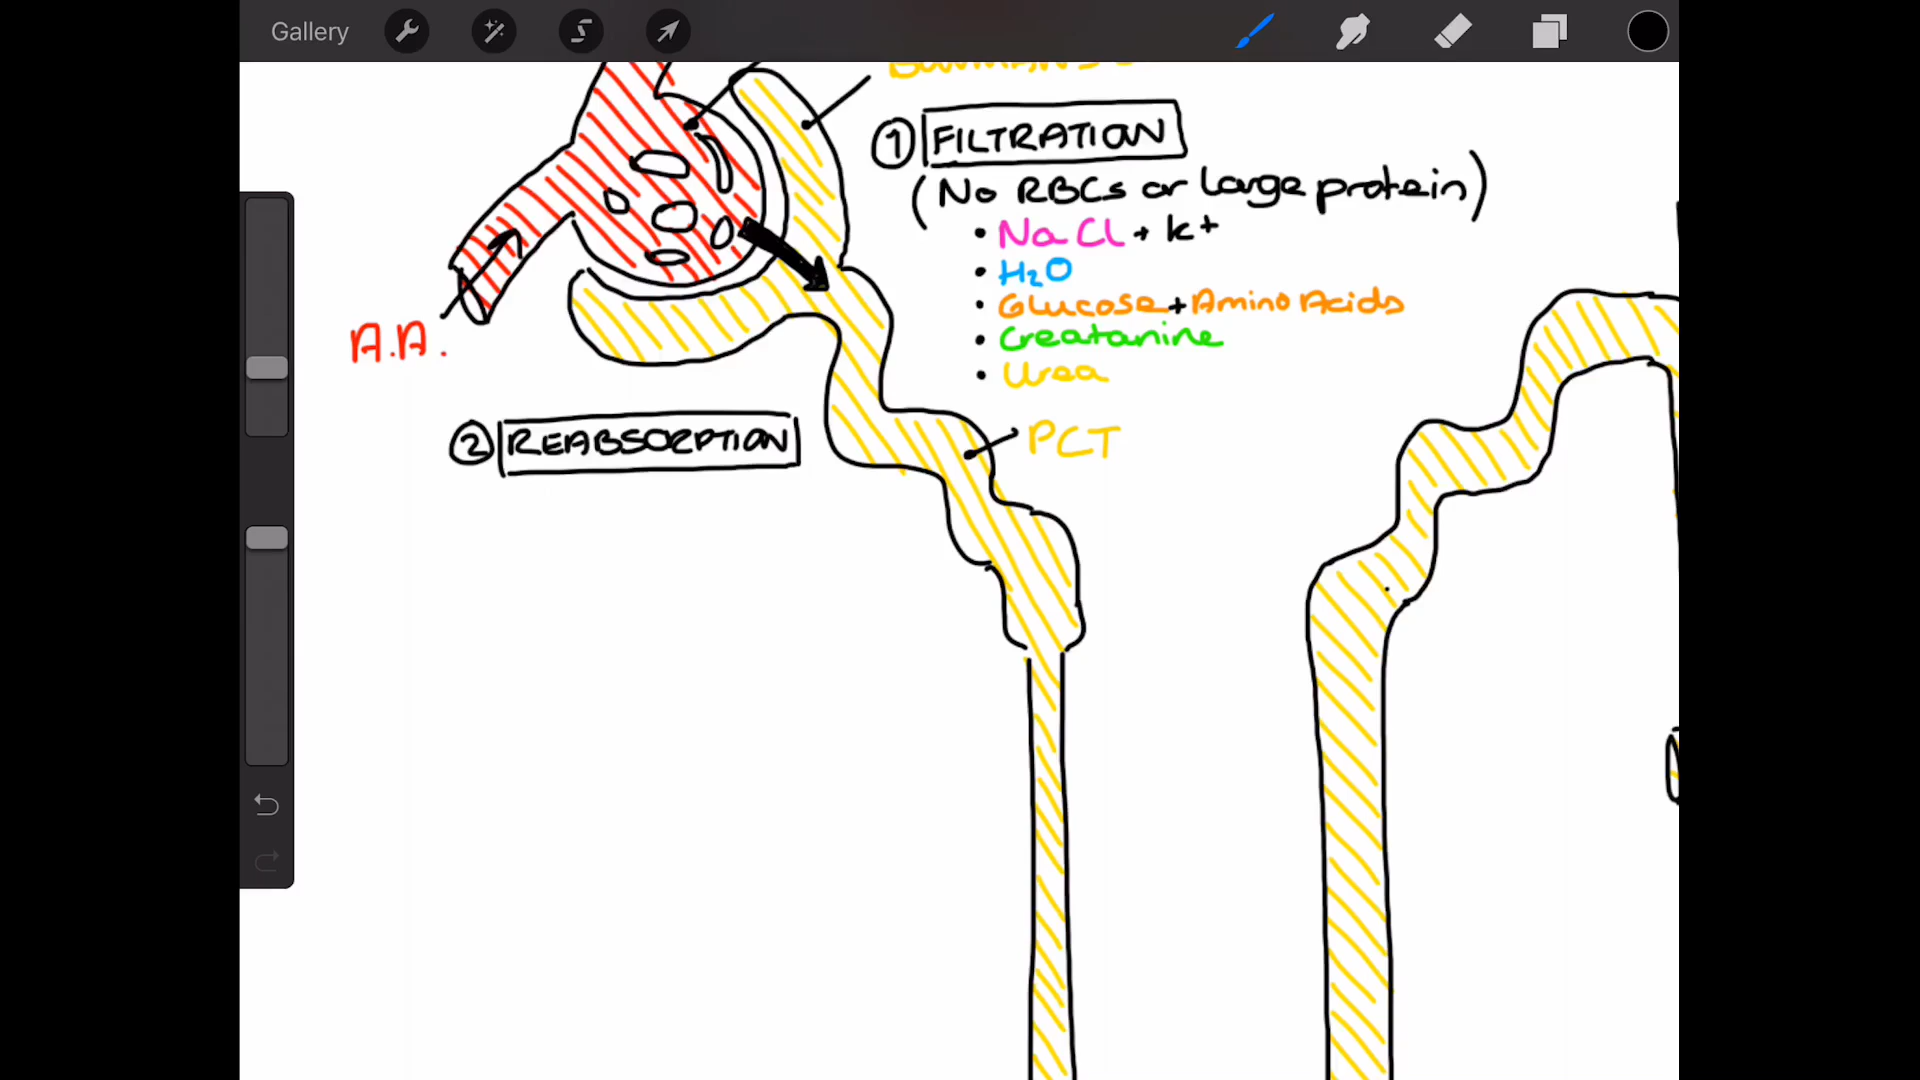 Gallery
① FILTRATION
(No RBCs or Large protein)
• NaCl + K+
• H₂O
• Glucose + Amino Acids
• Creatanine
• Urea
A.A.
② REABSORPTION
PCT